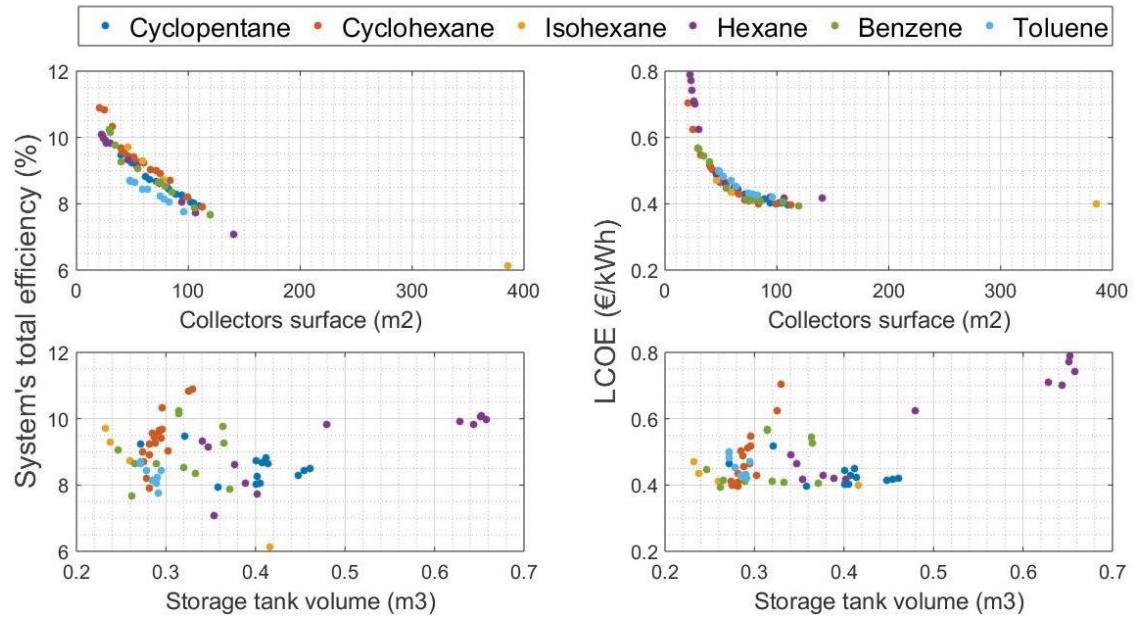 Cyclopentane Cyclohexane Isohexane Hexane Benzene Toluene
System's total efficiency (%)
12
10
8
6
0 100 200 300 400
Collectors surface (m2)
LCOE (€/kWh)
0.8
0.6
0.4
0.2
0 100 200 300 400
Collectors surface (m2)
12
10
8
6
0.2 0.3 0.4 0.5 0.6 0.7
Storage tank volume (m3)
0.8
0.6
0.4
0.2
0.2 0.3 0.4 0.5 0.6 0.7
Storage tank volume (m3)